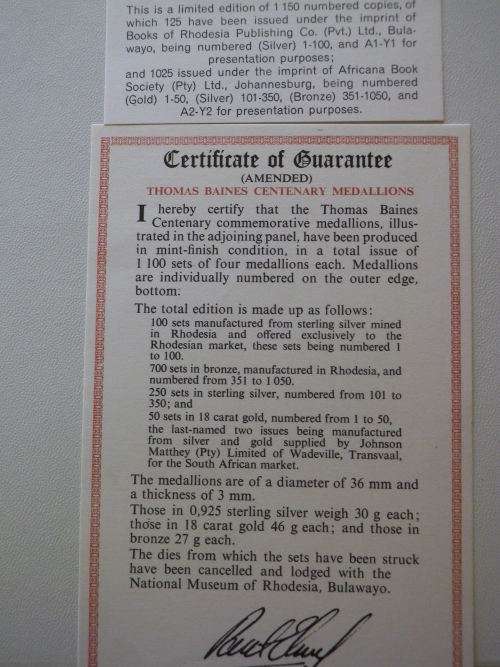 This is a limited edition of 1 150 numbered copies, of
which 125 have been issued under the imprint of
Books of Rhodesia Publishing Co. (Pvt.) Ltd., Bula-
wayo, being numbered (Silver) 1-100, and A1-Y1 for
presentation purposes;
and 1025 issued under the imprint of Africana Book
Society (Pty) Ltd., Johannesburg, being numbered
(Gold) 1-50, (Silver) 101-350, (Bronze) 351-1050, and
A2-Y2 for presentation purposes.
Certificate of Guarantee
(AMENDED)
THOMAS BAINES CENTENARY MEDALLIONS
I hereby certify that the Thomas Baines
Centenary commemorative medallions, illus-
trated in the adjoining panel, have been produced
in mint-finish condition, in a total issue of
1 100 sets of four medallions each. Medallions
are individually numbered on the outer edge,
bottom.
The total edition is made up as follows:
100 sets manufactured from sterling silver mined
in Rhodesia and offered exclusively to the
Rhodesian market, these sets being numbered 1
to 100.
700 sets in bronze, manufactured in Rhodesia, and
numbered from 351 to 1 050.
250 sets in sterling silver, numbered from 101 to
350; and
50 sets in 18 carat gold, numbered from 1 to 50,
the last-named two issues being manufactured
from silver and gold supplied by Johnson
Matthey (Pty) Limited of Wadeville, Transvaal,
for the South African market.
The medallions are of a diameter of 36 mm and
a thickness of 3 mm.
Those in 0,925 sterling silver weigh 30 g each;
those in 18 carat gold 46 g each; and those in
bronze 27 g each.
The dies from which the sets have been struck
have been cancelled and lodged with the
National Museum of Rhodesia, Bulawayo.